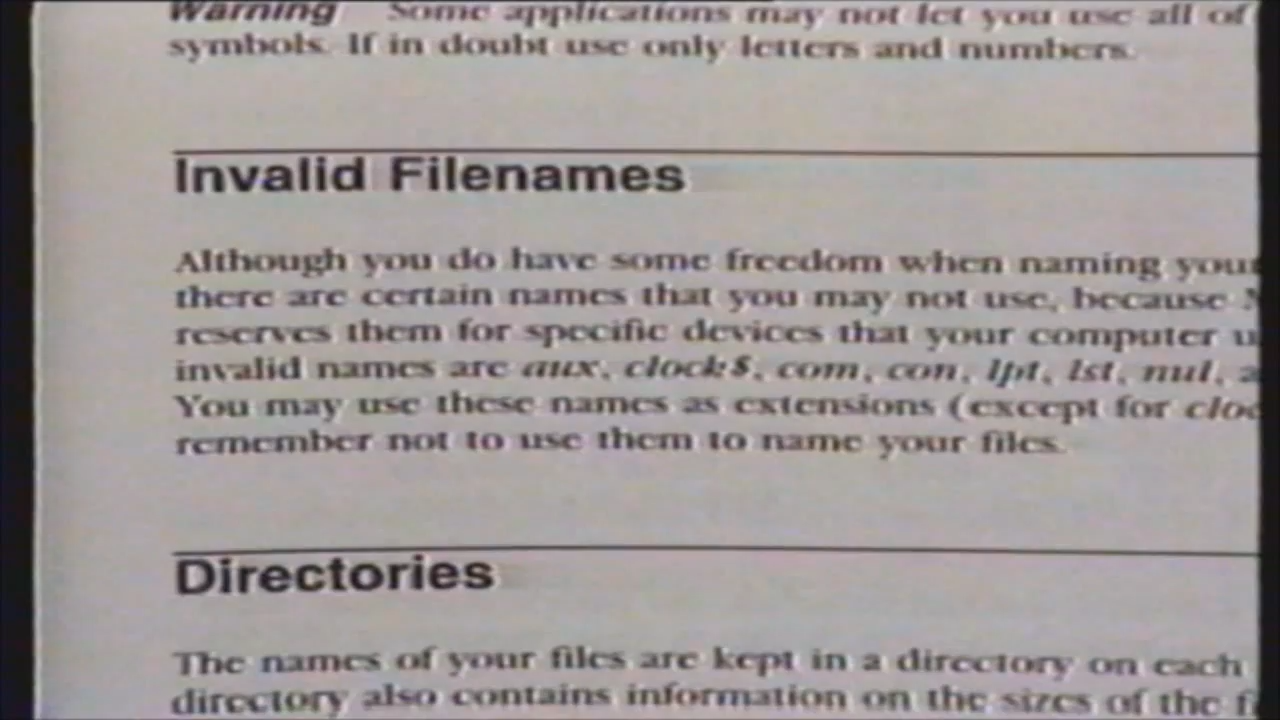 Warning Some applications may not let you use all of
symbols. If in doubt use only letters and numbers.
Invalid Filenames
Although you do have some freedom when naming your
there are certain names that you may not use, because
reserves them for specific devices that your computer
invalid names are aux, clock$, com, con, lpt, lst, nul,
You may use these names as extensions (except for
remember not to use them to name your files.
Directories
The names of your files are kept in a directory on each
directory also contains information on the sizes of the